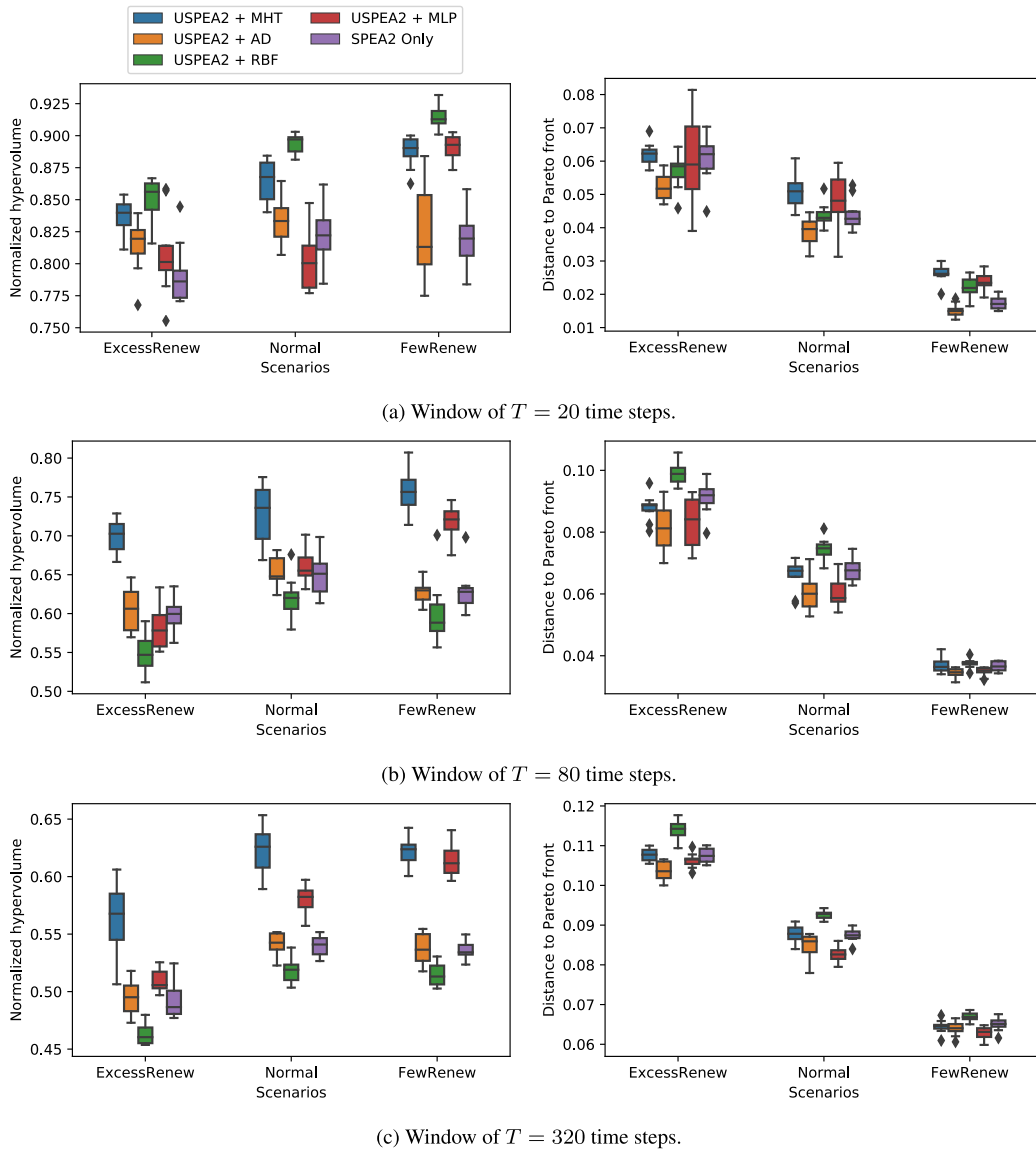 USPEA2 + MHT
USPEA2 + AD
USPEA2 + RBF
USPEA2 + MLP
SPEA2 Only
Normalized hypervolume
0.925
0.900
0.875
0.850
0.825
0.800
0.775
0.750
ExcessRenew Normal FewRenew
Scenarios
Distance to Pareto front
0.08
0.07
0.06
0.05
0.04
0.03
0.02
0.01
ExcessRenew Normal FewRenew
Scenarios
(a) Window of T = 20 time steps.
Normalized hypervolume
0.80
0.75
0.70
0.65
0.60
0.55
0.50
ExcessRenew Normal FewRenew
Scenarios
Distance to Pareto front
0.10
0.08
0.06
0.04
ExcessRenew Normal FewRenew
Scenarios
(b) Window of T = 80 time steps.
Normalized hypervolume
0.65
0.60
0.55
0.50
0.45
ExcessRenew Normal FewRenew
Scenarios
Distance to Pareto front
0.12
0.11
0.10
0.09
0.08
0.07
0.06
ExcessRenew Normal FewRenew
Scenarios
(c) Window of T = 320 time steps.